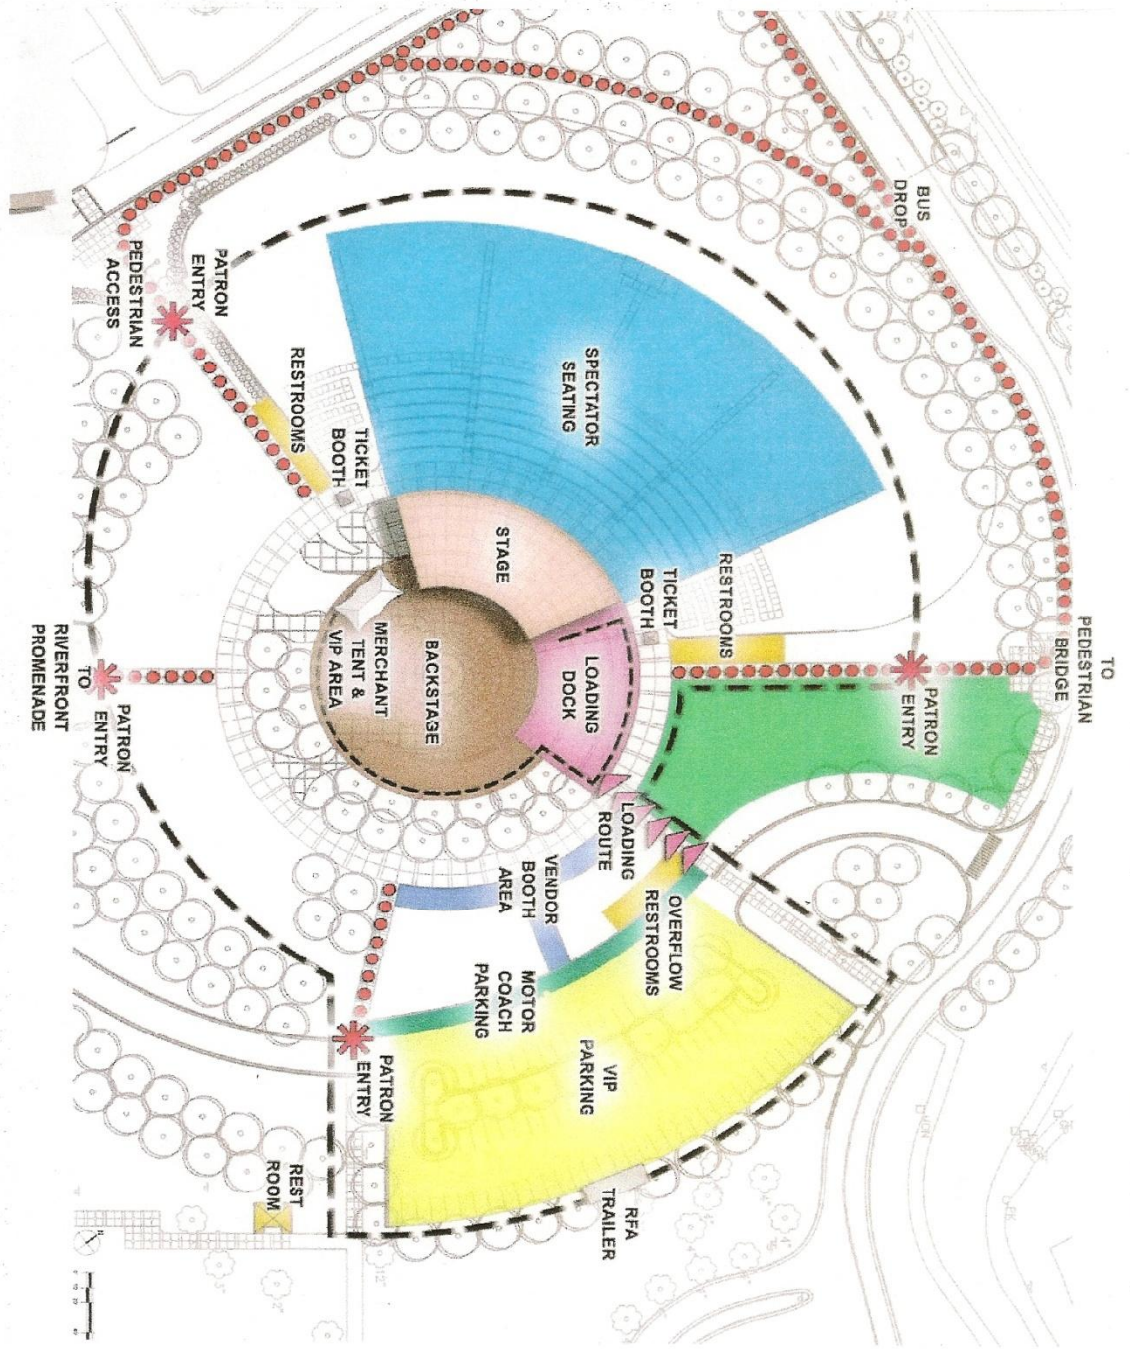 TO
PEDESTRIAN
BRIDGE
BUS
DROP
PATRON
ENTRY
RESTROOMS
TICKET
BOOTH
SPECTATOR
SEATING
STAGE
LOADING
DOCK
LOADING
ROUTE
OVERFLOW
RESTROOMS
VIP
PARKING
RFA
TRAILER
VENDOR
BOOTH
AREA
MOTOR
COACH
PARKING
BACKSTAGE
MERCHANT
TENT &
VIP AREA
TICKET
BOOTH
RESTROOMS
PATRON
ENTRY
PEDESTRIAN
ACCESS
PATRON
ENTRY
REST
ROOM
PATRON
ENTRY
TO
RIVERFRONT
PROMENADE